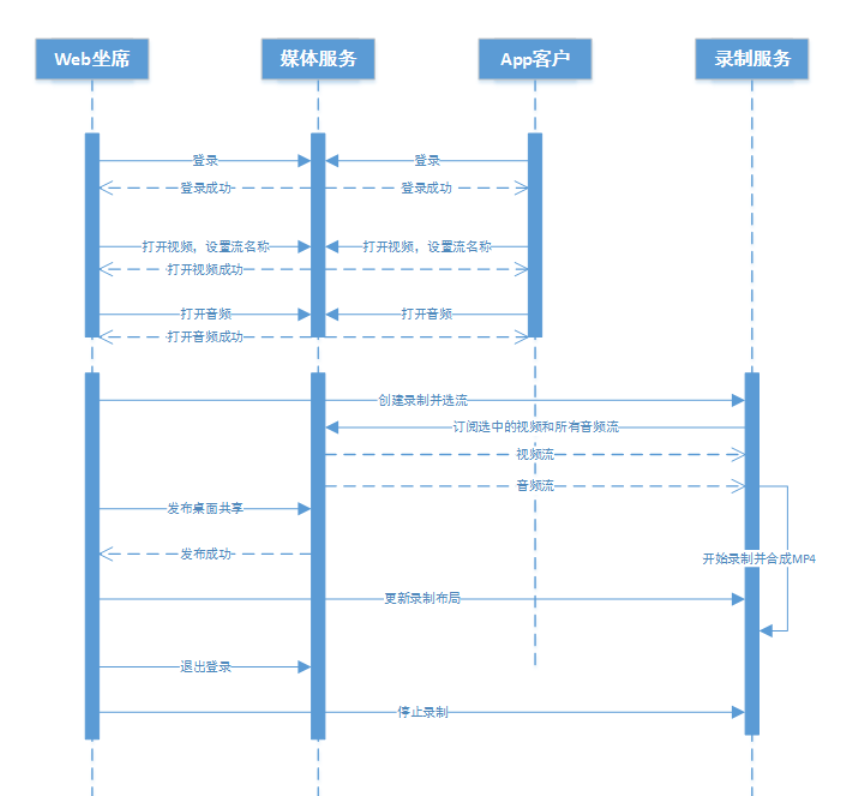 Web坐席
媒体服务
App客户
录制服务
登录
登录
登录成功
登录成功
打开视频，设置流名称
打开视频，设置流名称
打开视频成功
打开音频
打开音频
打开音频成功
创建录制并选流
订阅选中的视频和所有音频流
视频流
音频流
发布桌面共享
发布成功
开始录制并合成MP4
更新录制布局
退出登录
停止录制